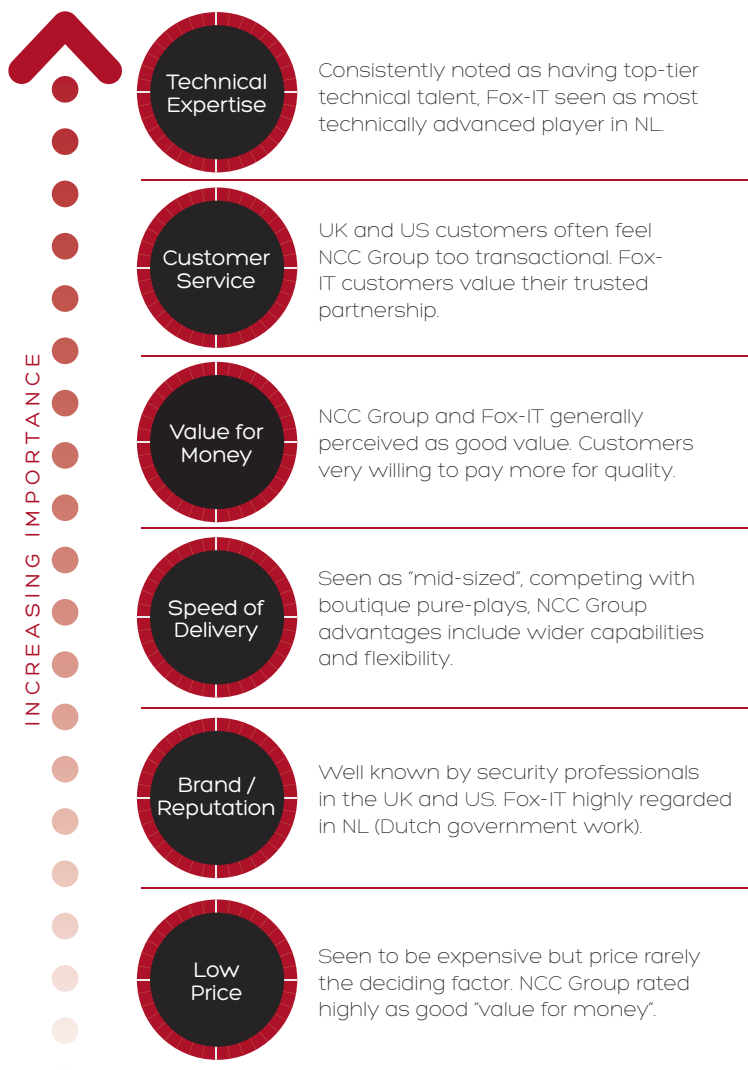 INCREASING IMPORTANCE
Technical
Expertise
Consistently noted as having top-tier
technical talent, Fox-IT seen as most
technically advanced player in NL.
Customer
Service
UK and US customers often feel
NCC Group too transactional. Fox-
IT customers value their trusted
partnership.
Value for
Money
NCC Group and Fox-IT generally
perceived as good value. Customers
very willing to pay more for quality.
Speed of
Delivery
Seen as “mid-sized”, competing with
boutique pure-plays, NCC Group
advantages include wider capabilities
and flexibility.
Brand /
Reputation
Well known by security professionals
in the UK and US. Fox-IT highly regarded
in NL (Dutch government work).
Low
Price
Seen to be expensive but price rarely
the deciding factor. NCC Group rated
highly as good “value for money”.